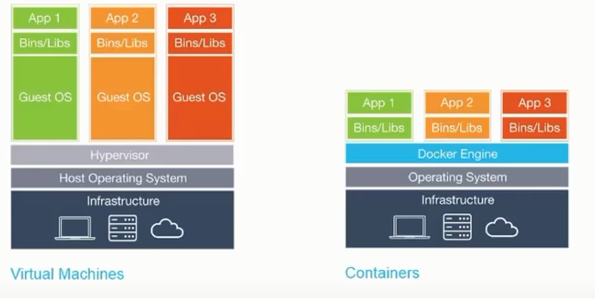 App 1
App 2
App 3
Bins/Libs
Bins/Libs
Bins/Libs
Guest OS
Guest OS
Guest OS
Hypervisor
Host Operating System
Infrastructure
Virtual Machines
App 1
App 2
App 3
Bins/Libs
Bins/Libs
Bins/Libs
Docker Engine
Operating System
Infrastructure
Containers